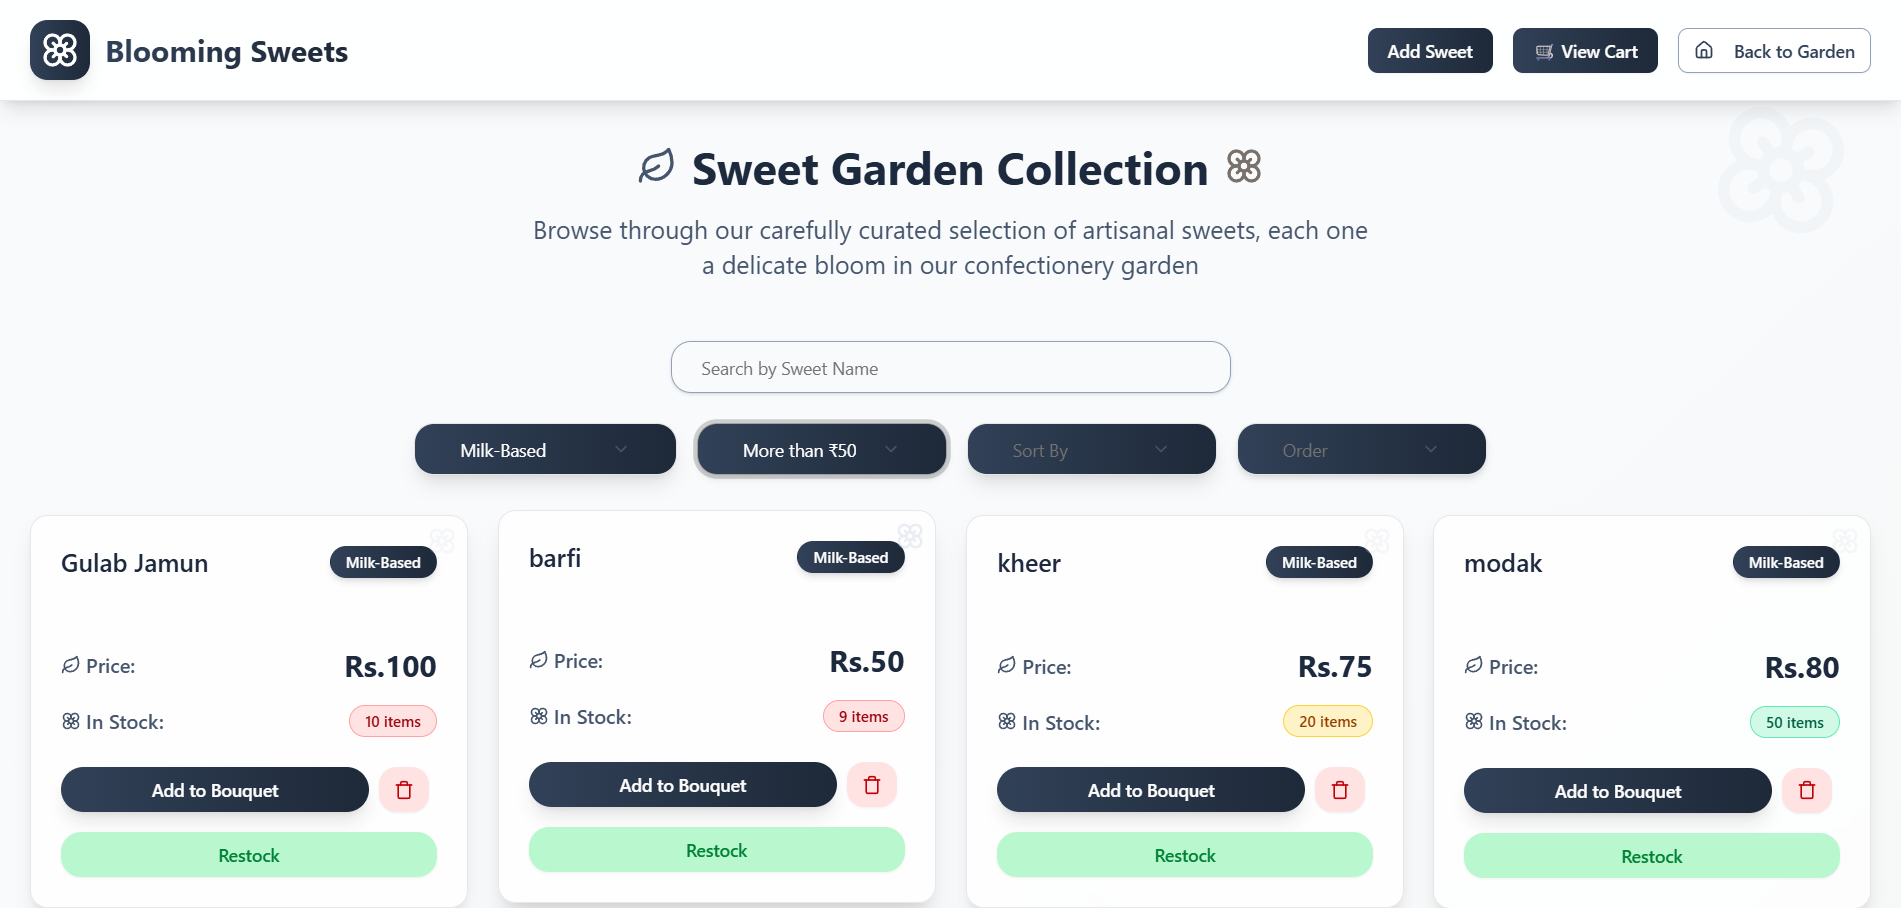 Blooming Sweets
Add Sweet
View Cart
Back to Garden
Sweet Garden Collection
Browse through our carefully curated selection of artisanal sweets, each one
a delicate bloom in our confectionery garden
Search by Sweet Name
Milk-Based
More than ₹50
Sort By
Order
Gulab Jamun
Milk-Based
Price:
Rs.100
In Stock:
10 items
Add to Bouquet
Restock
barfi
Milk-Based
Price:
Rs.50
In Stock:
9 items
Add to Bouquet
Restock
kheer
Milk-Based
Price:
Rs.75
In Stock:
20 items
Add to Bouquet
Restock
modak
Milk-Based
Price:
Rs.80
In Stock:
50 items
Add to Bouquet
Restock